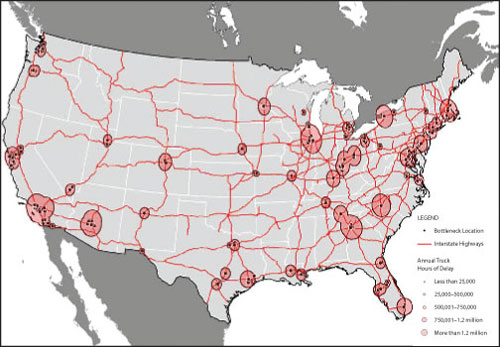 LEGEND
Bottleneck Location
Interstate Highways
Annual Truck
Hours of Delay
Less than 25,000
25,000–500,000
500,001–750,000
750,001–1.2 million
More than 1.2 million